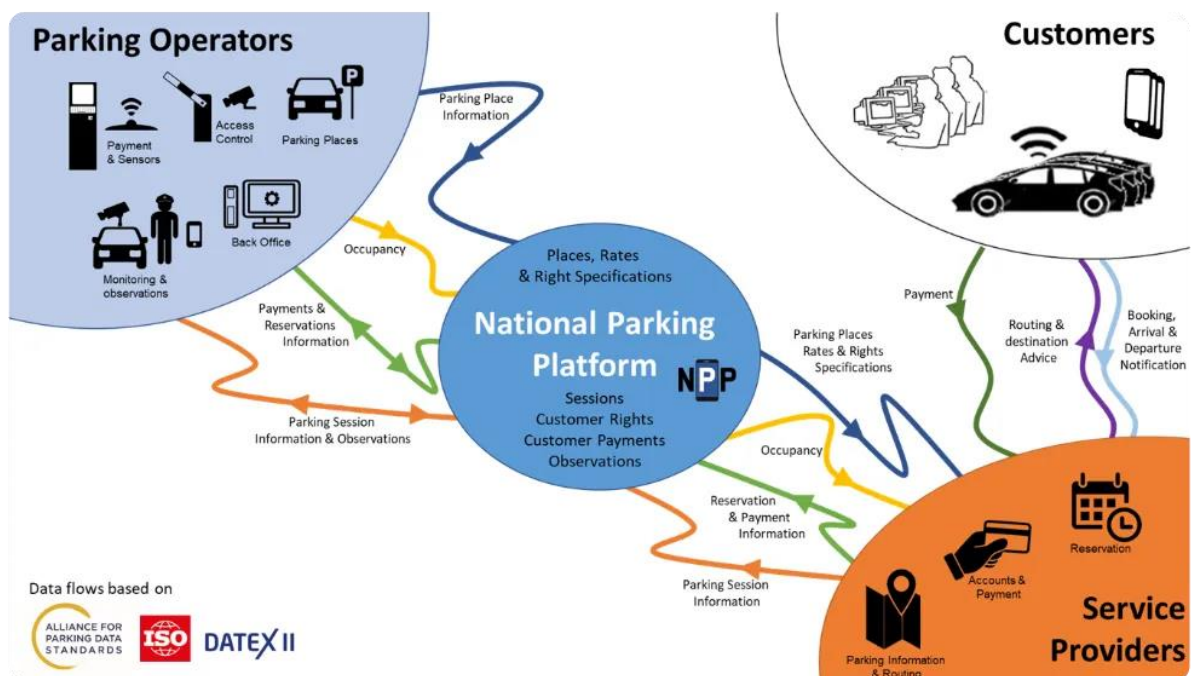 Parking Operators
Payment
& Sensors
Access
Control
P
Parking Places
Monitoring &
observations
Back Office
Customers
Parking Place
Information
Occupancy
Payments &
Reservations
Information
Parking Session
Information & Observations
Places, Rates
& Right Specifications
National Parking
Platform
NPP
Sessions
Customer Rights
Customer Payments
Observations
Parking Places
Rates & Rights
Specifications
Payment
Routing &
destination
Advice
Booking,
Arrival &
Departure
Notification
Occupancy
Reservation
& Payment
Information
Parking Session
Information
Reservation
Accounts &
Payment
Parking Information
& Routing
Service
Providers
Data flows based on
ALLIANCE FOR
PARKING DATA
STANDARDS
ISO
DATEX II